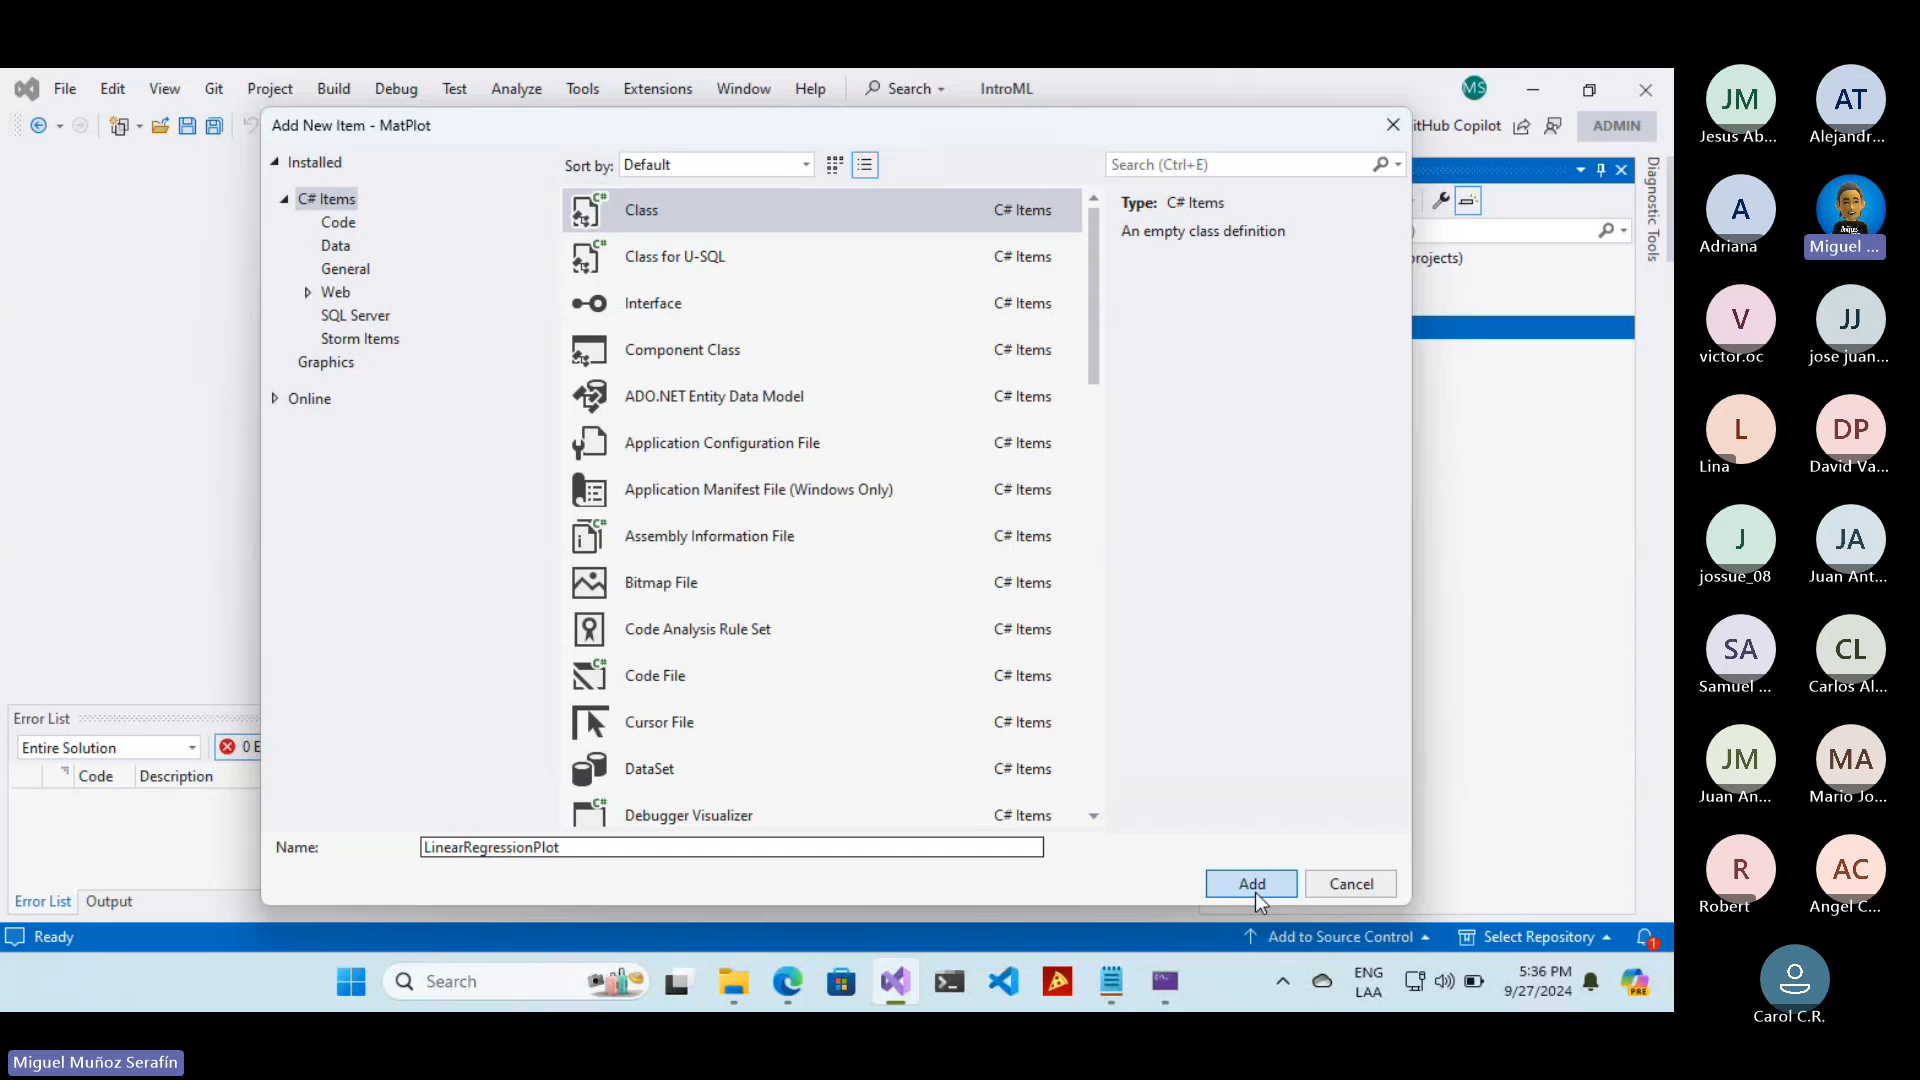 File Edit View Git Project Build Debug Test Analyze Tools Extensions Window Help Search IntroML MS
itHub Copilot ADMIN
Add New Item - MatPlot
Installed
C# Items
Code
Data
General
Web
SQL Server
Storm Items
Graphics
Online
Sort by: Default
Search (Ctrl+E)
Class C# Items
Class for U-SQL C# Items
Interface C# Items
Component Class C# Items
ADO.NET Entity Data Model C# Items
Application Configuration File C# Items
Application Manifest File (Windows Only) C# Items
Assembly Information File C# Items
Bitmap File C# Items
Code Analysis Rule Set C# Items
Code File C# Items
Cursor File C# Items
DataSet C# Items
Debugger Visualizer C# Items
Type: C# Items
An empty class definition
rojects)
Diagnostic Tools
Name: LinearRegressionPlot
Add Cancel
Error List
Entire Solution 0 E
Code Description
Error List Output
Ready Add to Source Control Select Repository 1
Search
ENG
LAA
5:36 PM
9/27/2024
PRE
Miguel Muñoz Serafín
JM AT
Jesus Ab... Alejandr...
A
Adriana Miguel ...
V JJ
victor.oc jose juan...
L DP
Lina David Va...
J JA
jossue_08 Juan Ant...
SA CL
Samuel ... Carlos Al...
JM MA
Juan An... Mario Jo...
R AC
Robert Angel C...
Carol C.R.